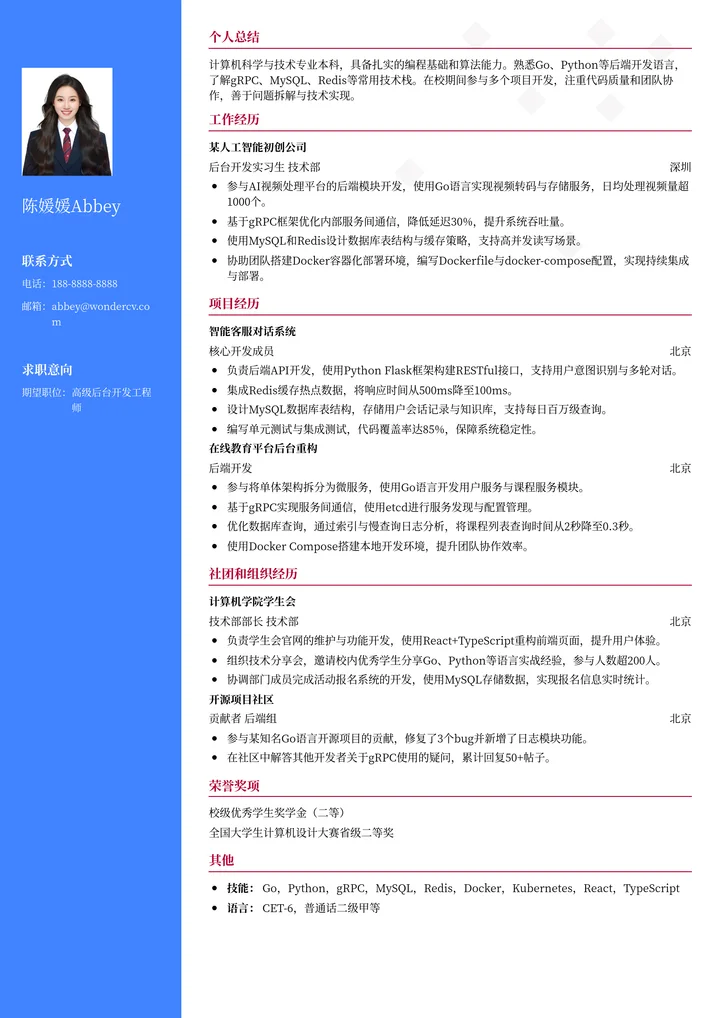 陈媛媛Abbey
联系方式
电话：188-8888-8888
邮箱：abbey@wondercv.co
m
求职意向
期望职位：高级后台开发工程
师
个人总结
计算机科学与技术专业本科，具备扎实的编程基础和算法能力。熟悉Go、Python等后端开发语言，
了解gRPC、MySQL、Redis等常用技术栈。在校期间参与多个项目开发，注重代码质量和团队协
作，善于问题拆解与技术实现。
工作经历
某人工智能初创公司
后台开发实习生 技术部 深圳
• 参与AI视频处理平台的后端模块开发，使用Go语言实现视频转码与存储服务，日均处理视频量超
1000个。
• 基于gRPC框架优化内部服务间通信，降低延迟30%，提升系统吞吐量。
• 使用MySQL和Redis设计数据库表结构与缓存策略，支持高并发读写场景。
• 协助团队搭建Docker容器化部署环境，编写Dockerfile与docker-compose配置，实现持续集成
与部署。
项目经历
智能客服对话系统
核心开发成员 北京
• 负责后端API开发，使用Python Flask框架构建RESTful接口，支持用户意图识别与多轮对话。
• 集成Redis缓存热点数据，将响应时间从500ms降至100ms。
• 设计MySQL数据库表结构，存储用户会话记录与知识库，支持每日百万级查询。
• 编写单元测试与集成测试，代码覆盖率达85%，保障系统稳定性。
在线教育平台后台重构
后端开发 北京
• 参与将单体架构拆分为微服务，使用Go语言开发用户服务与课程服务模块。
• 基于gRPC实现服务间通信，使用etcd进行服务发现与配置管理。
• 优化数据库查询，通过索引与慢查询日志分析，将课程列表查询时间从2秒降至0.3秒。
• 使用Docker Compose搭建本地开发环境，提升团队协作效率。
社团和组织经历
计算机学院学生会
技术部部长 技术部 北京
• 负责学生会官网的维护与功能开发，使用React+TypeScript重构前端页面，提升用户体验。
• 组织技术分享会，邀请校内优秀学生分享Go、Python等语言实战经验，参与人数超200人。
• 协调部门成员完成活动报名系统的开发，使用MySQL存储数据，实现报名信息实时统计。
开源项目社区
贡献者 后端组 北京
• 参与某知名Go语言开源项目的贡献，修复了3个bug并新增了日志模块功能。
• 在社区中解答其他开发者关于gRPC使用的疑问，累计回复50+帖子。
荣誉奖项
校级优秀学生奖学金（二等）
全国大学生计算机设计大赛省级二等奖
其他
• 技能： Go，Python，gRPC，MySQL，Redis，Docker，Kubernetes，React，TypeScript
• 语言： CET-6，普通话二级甲等